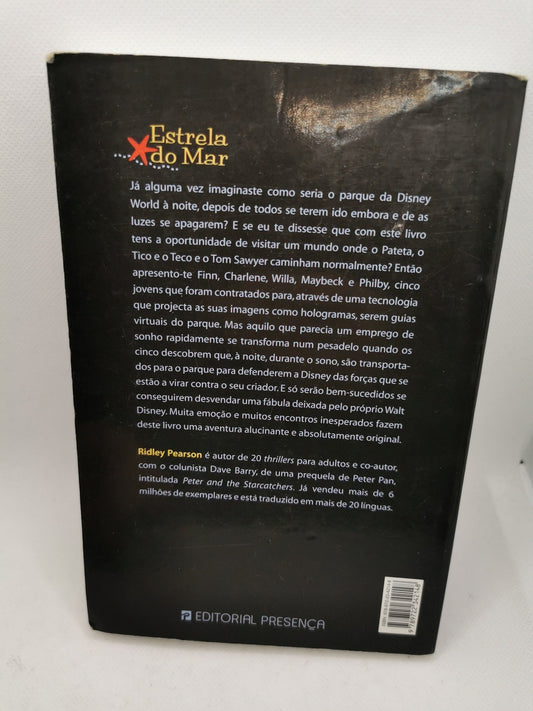 Estrela
do Mar
Já alguma vez imaginaste como seria o parque da Disney
World à noite, depois de todos se terem ido embora e de as
luzes se apagarem? E se eu te dissesse que com este livro
tens a oportunidade de visitar um mundo onde o Pateta, o
Tico e o Teco e o Tom Sawyer caminham normalmente? Então
apresento-te Finn, Charlene, Willa, Maybeck e Philby, cinco
jovens que foram contratados para, através de uma tecnologia
que projecta as suas imagens como hologramas, serem guias
virtuais do parque. Mas aquilo que parecia um emprego de
sonho rapidamente se transforma num pesadelo quando os
cinco descobrem que, à noite, durante o sono, são transporta-
dos para o parque para defenderem a Disney das forças que se
estão a virar contra o seu criador. E só serão bem-sucedidos se
conseguirem desvendar uma fábula deixada pelo próprio Walt
Disney. Muita emoção e muitos encontros inesperados fazem
deste livro uma aventura alucinante e absolutamente original.
Ridley Pearson é autor de 20 thrillers para adultos e co-autor,
com o colunista Dave Barry, de uma prequela de Peter Pan,
intitulada Peter and the Starcatchers. Já vendeu mais de 6
milhões de exemplares e está traduzido em mais de 20 línguas.
EDITORIAL PRESENÇA
9 789722 342148